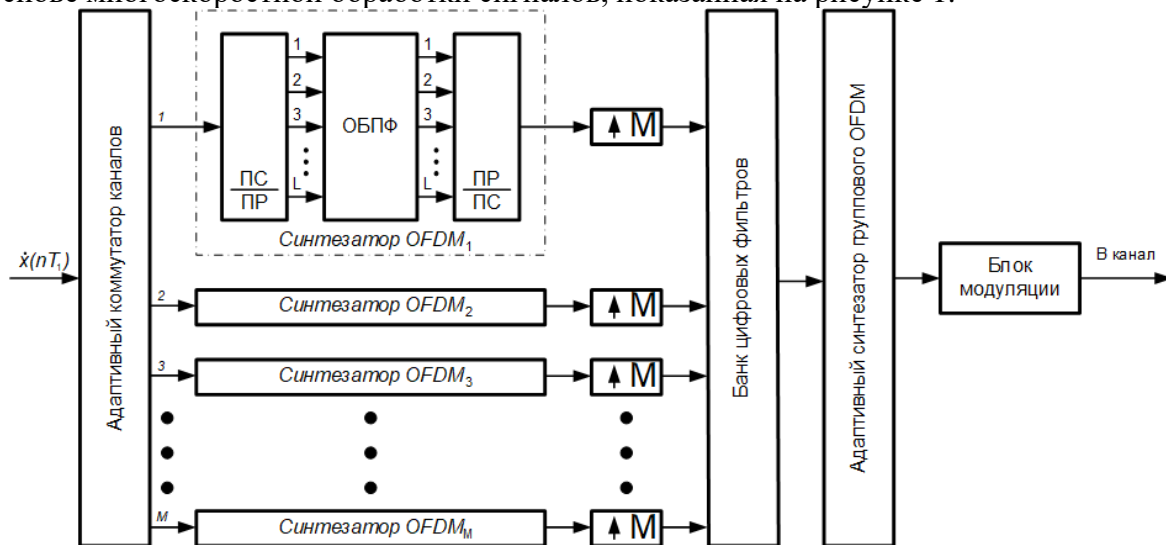 основе многоскоростной обработки сигналов, показанная на рисунке 1.
Адаптивный коммутатор каналов
ẋ(nT₁)
1
2
3
M
ПС
ПР
1
2
3
L
ОБПФ
1
2
3
L
ПР
ПС
Синтезатор OFDM₁
Синтезатор OFDM₂
Синтезатор OFDM₃
Синтезатор OFDMM
M
M
M
M
Банк цифровых фильтров
Адаптивный синтезатор группового OFDM
Блок
модуляции
В канал